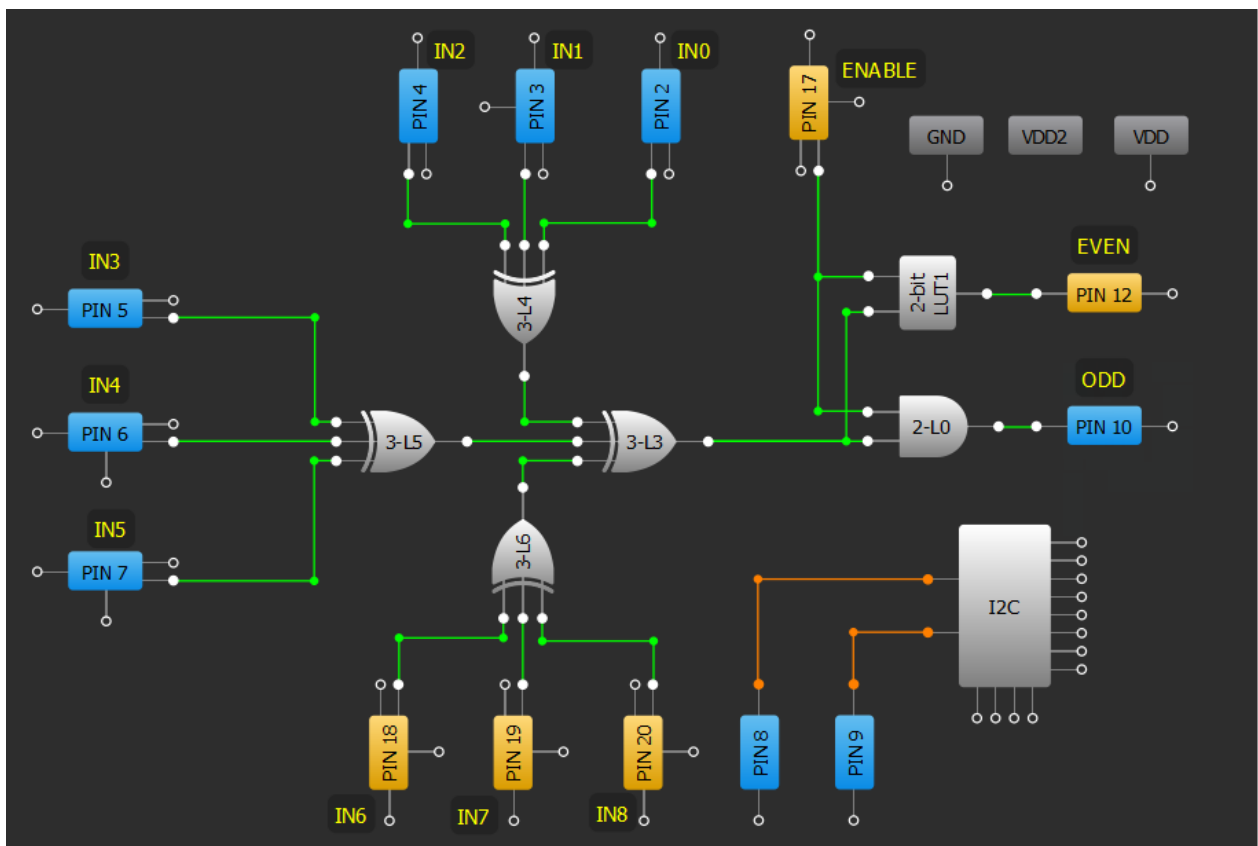 IN2
IN1
IN0
ENABLE
PIN 4
PIN 3
PIN 2
PIN 17
GND
VDD2
VDD
IN3
PIN 5
3-L4
2-bit
LUT1
EVEN
PIN 12
IN4
PIN 6
3-L5
3-L3
2-L0
ODD
PIN 10
IN5
PIN 7
3-L6
I2C
PIN 18
PIN 19
PIN 20
PIN 8
PIN 9
IN6
IN7
IN8